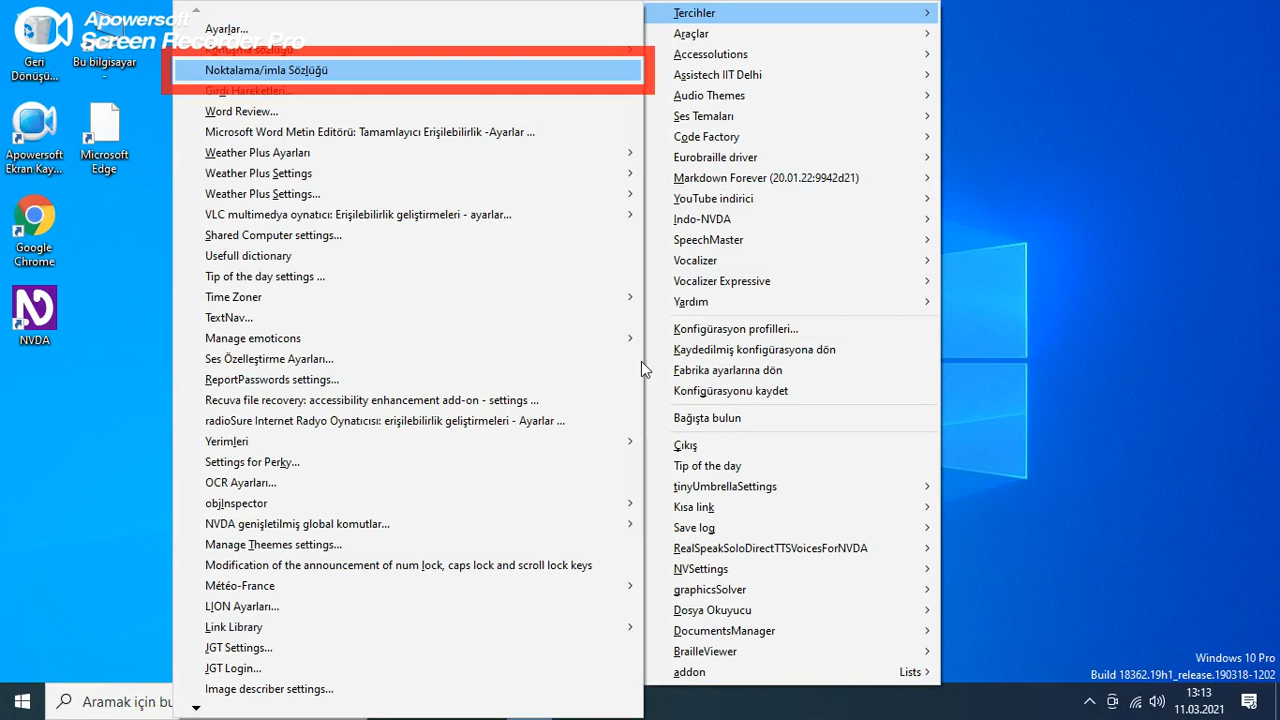 Apowersoft
Screen Recorder Pro
Geri
Dönüşü...
Bu bilgisayar
-
Apowersoft
Ekran Kay...
Microsoft
Edge
Google
Chrome
NVDA
Ayarlar...
Konuşma sözlüğü
Noktalama/imla Sözlüğü
Girdi Hareketleri...
Word Review...
Microsoft Word Metin Editörü: Tamamlayıcı Erişilebilirlik -Ayarlar ...
Weather Plus Ayarları
Weather Plus Settings
Weather Plus Settings...
VLC multimedya oynatıcı: Erişilebilirlik geliştirmeleri - ayarlar...
Shared Computer settings...
Usefull dictionary
Tip of the day settings ...
Time Zoner
TextNav...
Manage emoticons
Ses Özelleştirme Ayarları...
ReportPasswords settings...
Recuva file recovery: accessibility enhancement add-on - settings ...
radioSure Internet Radyo Oynatıcısı: erişilebilirlik geliştirmeleri - Ayarlar ...
Yerimleri
Settings for Perky...
OCR Ayarları...
objInspector
NVDA genişletilmiş global komutlar...
Manage Theemes settings...
Modification of the announcement of num lock, caps lock and scroll lock keys
Météo-France
LION Ayarları...
Link Library
JGT Settings...
JGT Login...
Image describer settings...
Tercihler
Araçlar
Accessolutions
Assistech IIT Delhi
Audio Themes
Ses Temaları
Code Factory
Eurobraille driver
Markdown Forever (20.01.22:9942d21)
YouTube indirici
Indo-NVDA
SpeechMaster
Vocalizer
Vocalizer Expressive
Yardım
Konfigürasyon profilleri...
Kaydedilmiş konfigürasyona dön
Fabrika ayarlarına dön
Konfigürasyonu kaydet
Bağışta bulun
Çıkış
Tip of the day
tinyUmbrellaSettings
Kısa link
Save log
RealSpeakSoloDirectTTSVoicesForNVDA
NVSettings
graphicsSolver
Dosya Okuyucu
DocumentsManager
BrailleViewer
addon Lists
Windows 10 Pro
Build 18362.19h1_release.190318-1202
Aramak için bu
13:13
11.03.2021